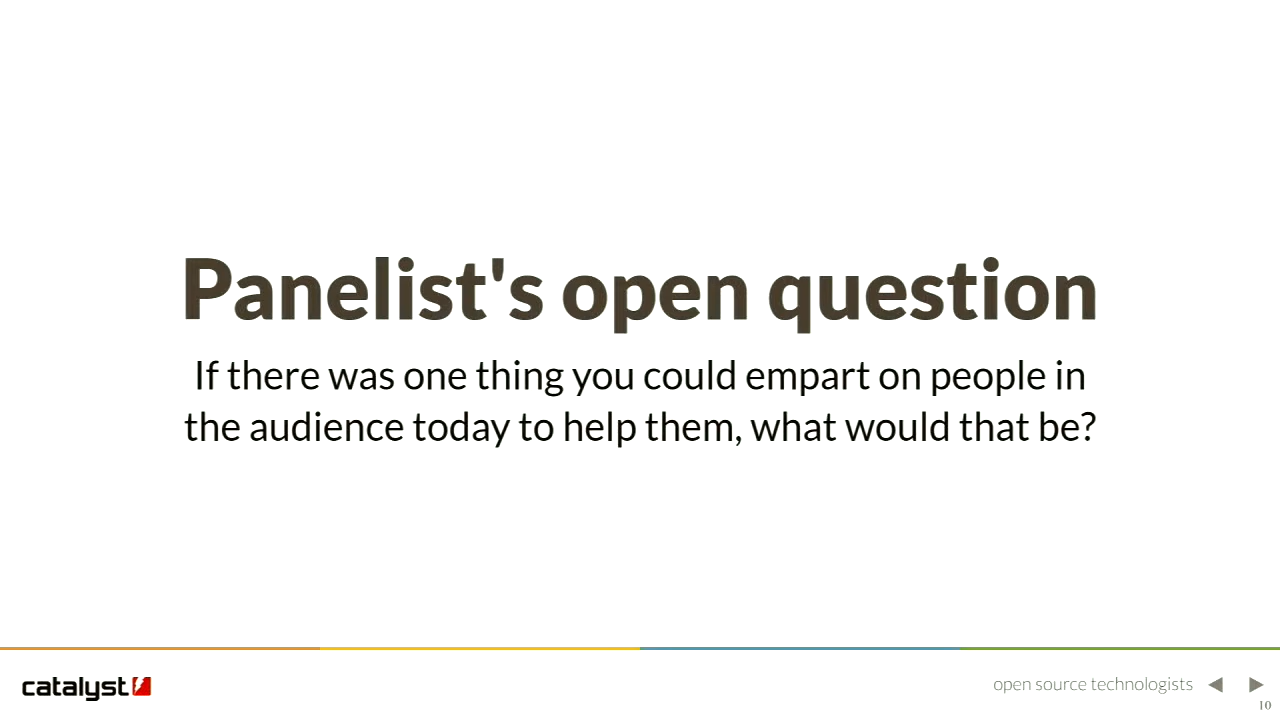 Panelist's open question
If there was one thing you could empart on people in
the audience today to help them, what would that be?
catalyst
open source technologists
10